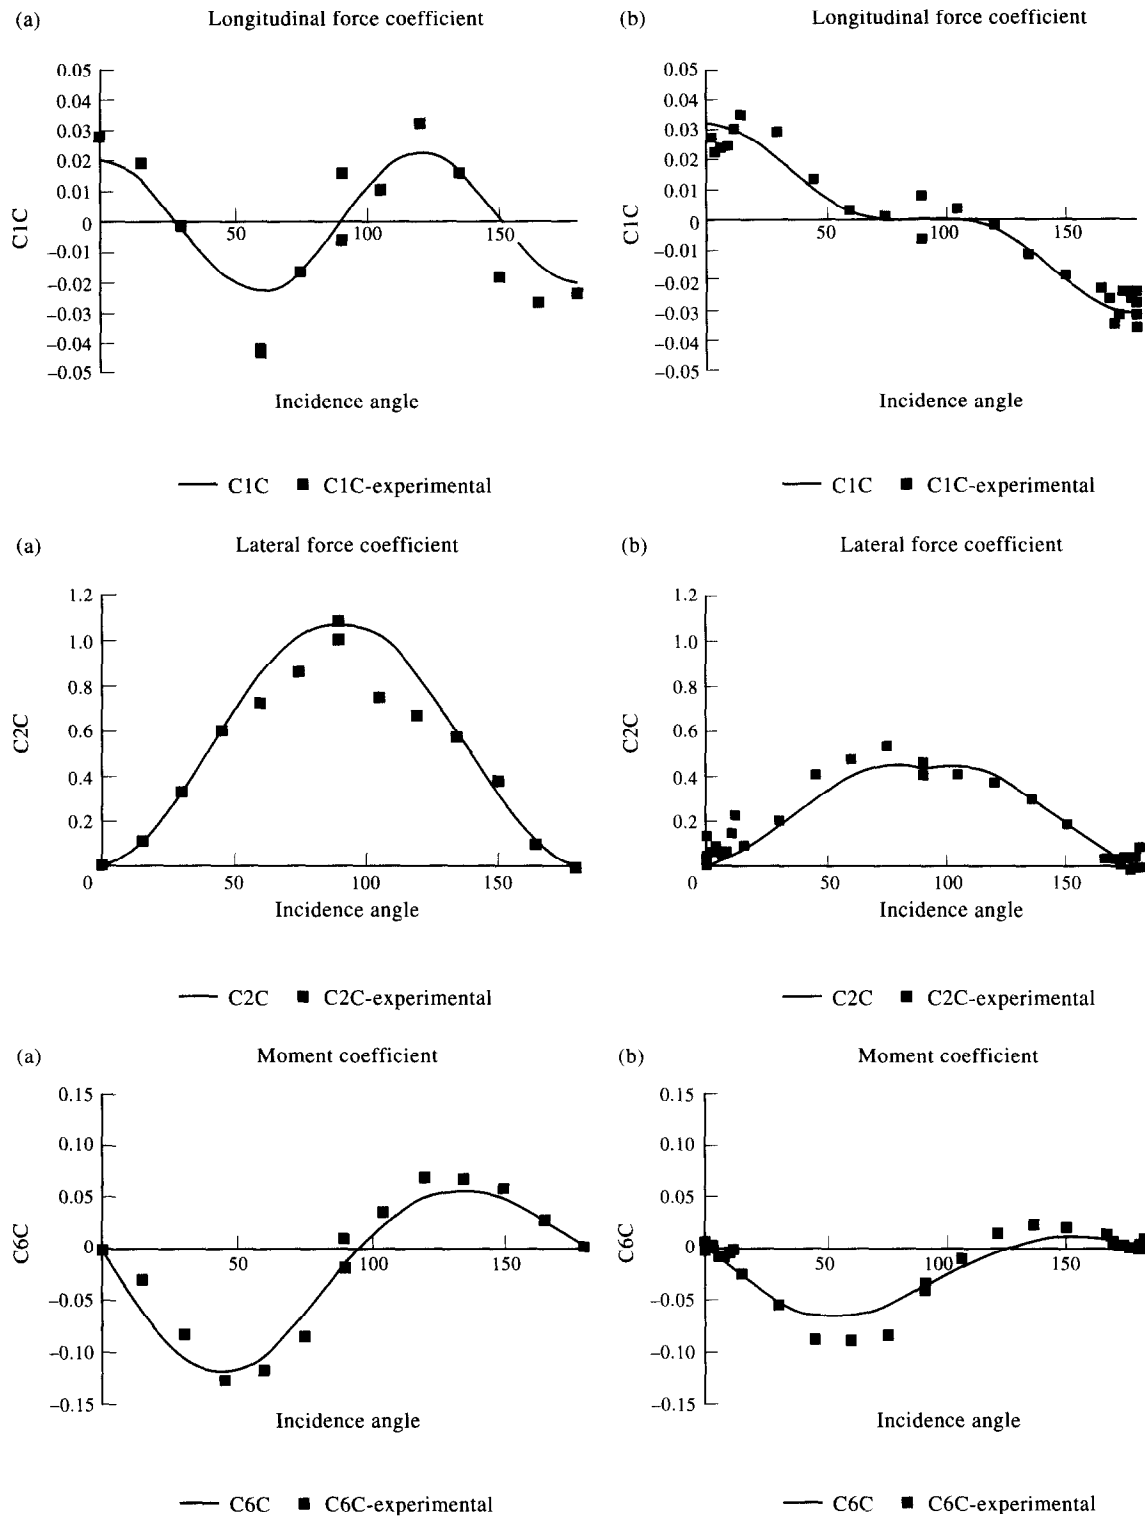 (a) Longitudinal force coefficient
0.05
0.04
0.03
0.02
0.01
0
−0.01
−0.02
−0.03
−0.04
−0.05
50 100 150
C1C
Incidence angle
C1C C1C-experimental
(b) Longitudinal force coefficient
0.05
0.04
0.03
0.02
0.01
0
−0.01
−0.02
−0.03
−0.04
−0.05
50 100 150
C1C
Incidence angle
C1C C1C-experimental
(a) Lateral force coefficient
1.2
1.0
0.8
0.6
0.4
0.2
0 50 100 150
C2C
Incidence angle
C2C C2C-experimental
(b) Lateral force coefficient
1.2
1.0
0.8
0.6
0.4
0.2
0 50 100 150
C2C
Incidence angle
C2C C2C-experimental
(a) Moment coefficient
0.15
0.10
0.05
0
−0.05
−0.10
−0.15
50 100 150
C6C
Incidence angle
C6C C6C-experimental
(b) Moment coefficient
0.15
0.10
0.05
0
−0.05
−0.10
−0.15
50 100 150
C6C
Incidence angle
C6C C6C-experimental